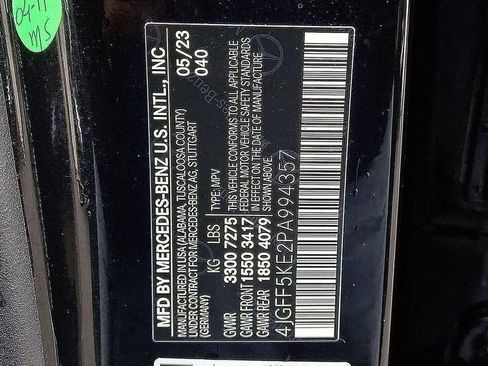 04-11
MS
MFD BY MERCEDES-BENZ U.S. INTL., INC
MANUFACTURED IN USA (ALABAMA, TUSCALOOSA COUNTY)
UNDER CONTRACT FOR MERCEDES-BENZ AG, STUTTGART
(GERMANY) TYPE: MPV
05/23
040
KG LBS
GVWR 3300 7275
GAWR FRONT 1550 3417
GAWR REAR 1850 4079
THIS VEHICLE CONFORMS TO ALL APPLICABLE
FEDERAL MOTOR VEHICLE SAFETY STANDARDS
IN EFFECT ON THE DATE OF MANUFACTURE
SHOWN ABOVE.
4JGFF5KE2PA994357